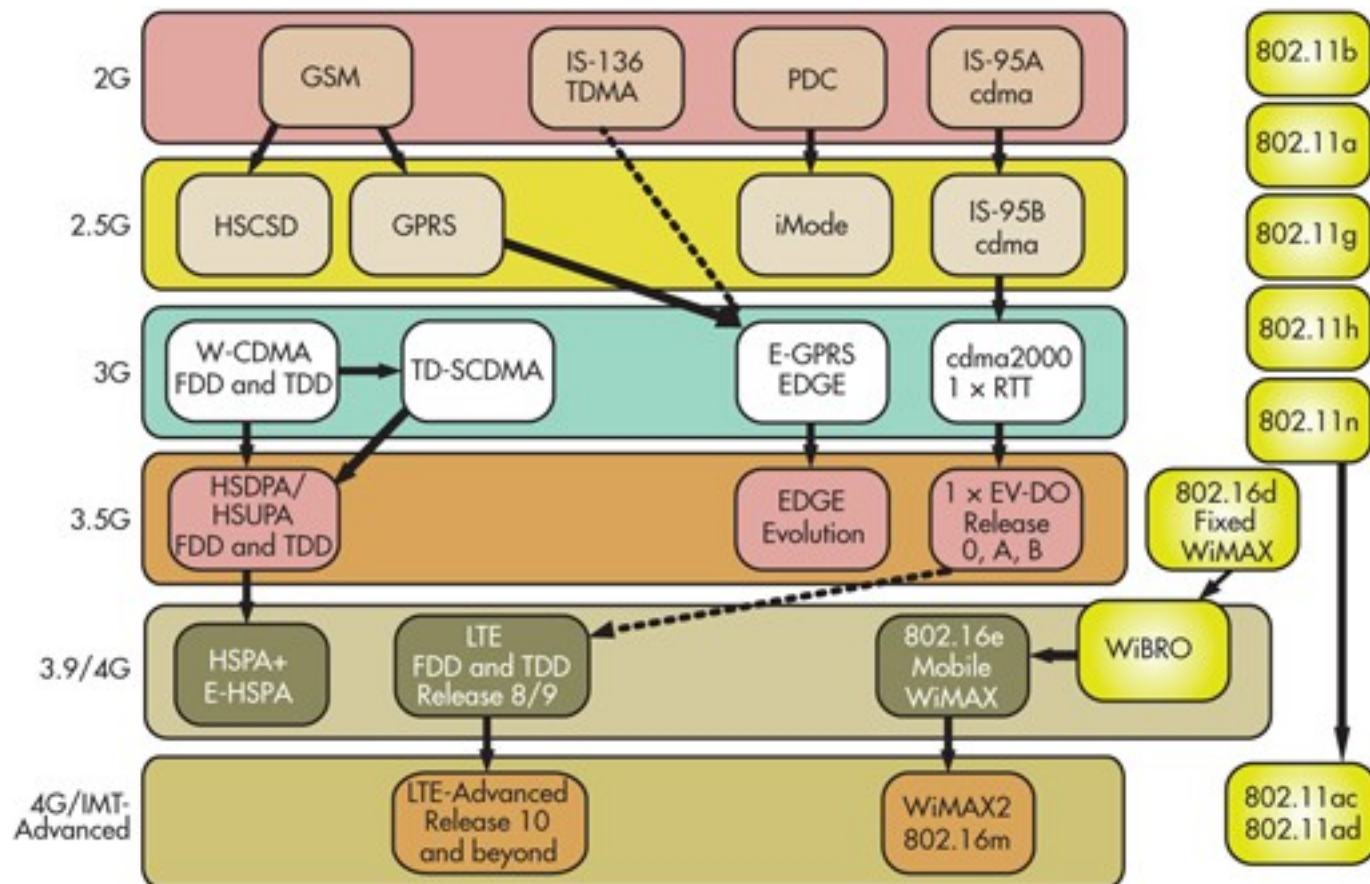 2G
GSM
IS-136
TDMA
PDC
IS-95A
cdma
802.11b
802.11a
2.5G
HSCSD
GPRS
iMode
IS-95B
cdma
802.11g
802.11h
3G
W-CDMA
FDD and TDD
TD-SCDMA
E-GPRS
EDGE
cdma2000
1 × RTT
802.11n
3.5G
HSDPA/
HSUPA
FDD and TDD
EDGE
Evolution
1 × EV-DO
Release
0, A, B
802.16d
Fixed
WiMAX
3.9/4G
HSPA+
E-HSPA
LTE
FDD and TDD
Release 8/9
802.16e
Mobile
WiMAX
WiBRO
4G/IMT-
Advanced
LTE-Advanced
Release 10
and beyond
WiMAX2
802.16m
802.11ac
802.11ad